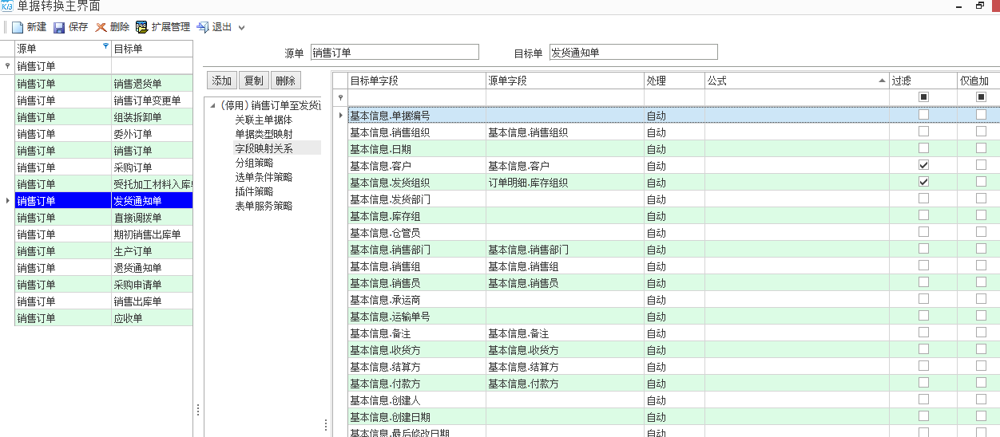 K/3 单据转换主界面
新建 保存 删除 扩展管理 退出
源单 目标单
销售订单
销售订单 销售退货单
销售订单 销售订单变更单
销售订单 组装拆卸单
销售订单 委外订单
销售订单 销售订单
销售订单 采购订单
销售订单 受托加工材料入库
销售订单 发货通知单
销售订单 直接调拨单
销售订单 期初销售出库单
销售订单 生产订单
销售订单 退货通知单
销售订单 采购申请单
销售订单 销售出库单
销售订单 应收单
源单 销售订单 目标单 发货通知单
添加 复制 删除
(停用) 销售订单至发货
关联主单据体
单据类型映射
字段映射关系
分组策略
选单条件策略
插件策略
表单服务策略
目标单字段 源单字段 处理 公式 过滤 仅追加
基本信息.单据编号 自动
基本信息.销售组织 基本信息.销售组织 自动
基本信息.日期 自动
基本信息.客户 基本信息.客户 自动
基本信息.发货组织 订单明细.库存组织 自动
基本信息.发货部门 自动
基本信息.库存组 自动
基本信息.仓管员 自动
基本信息.销售部门 基本信息.销售部门 自动
基本信息.销售组 基本信息.销售组 自动
基本信息.销售员 基本信息.销售员 自动
基本信息.承运商 自动
基本信息.运输单号 自动
基本信息.备注 基本信息.备注 自动
基本信息.收货方 基本信息.收货方 自动
基本信息.结算方 基本信息.结算方 自动
基本信息.付款方 基本信息.付款方 自动
基本信息.创建人 自动
基本信息.创建日期 自动
基本信息.最后修改日期 自动